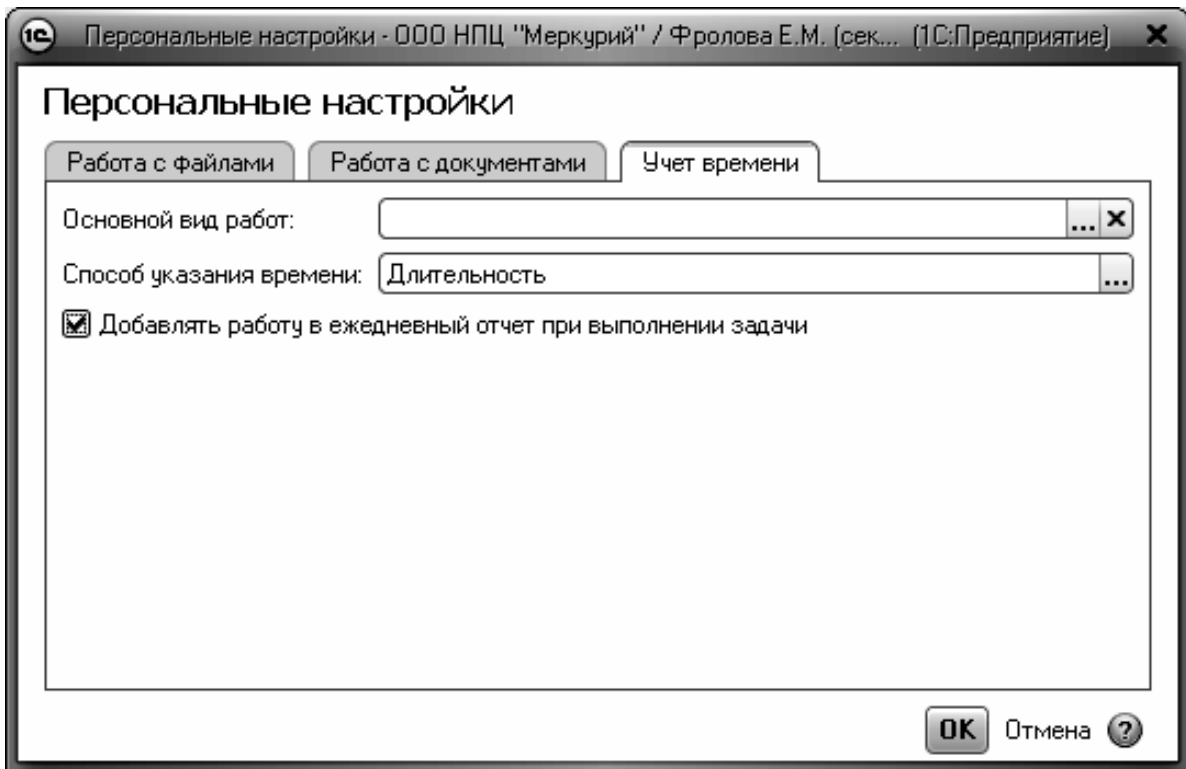 1С Персональные настройки - ООО НПЦ "Меркурий" / Фролова Е.М. (сек... (1С:Предприятие)
Персональные настройки
Работа с файлами Работа с документами Учет времени
Основной вид работ: ...
Способ указания времени: Длительность ...
Добавлять работу в ежедневный отчет при выполнении задачи
OK Отмена ?